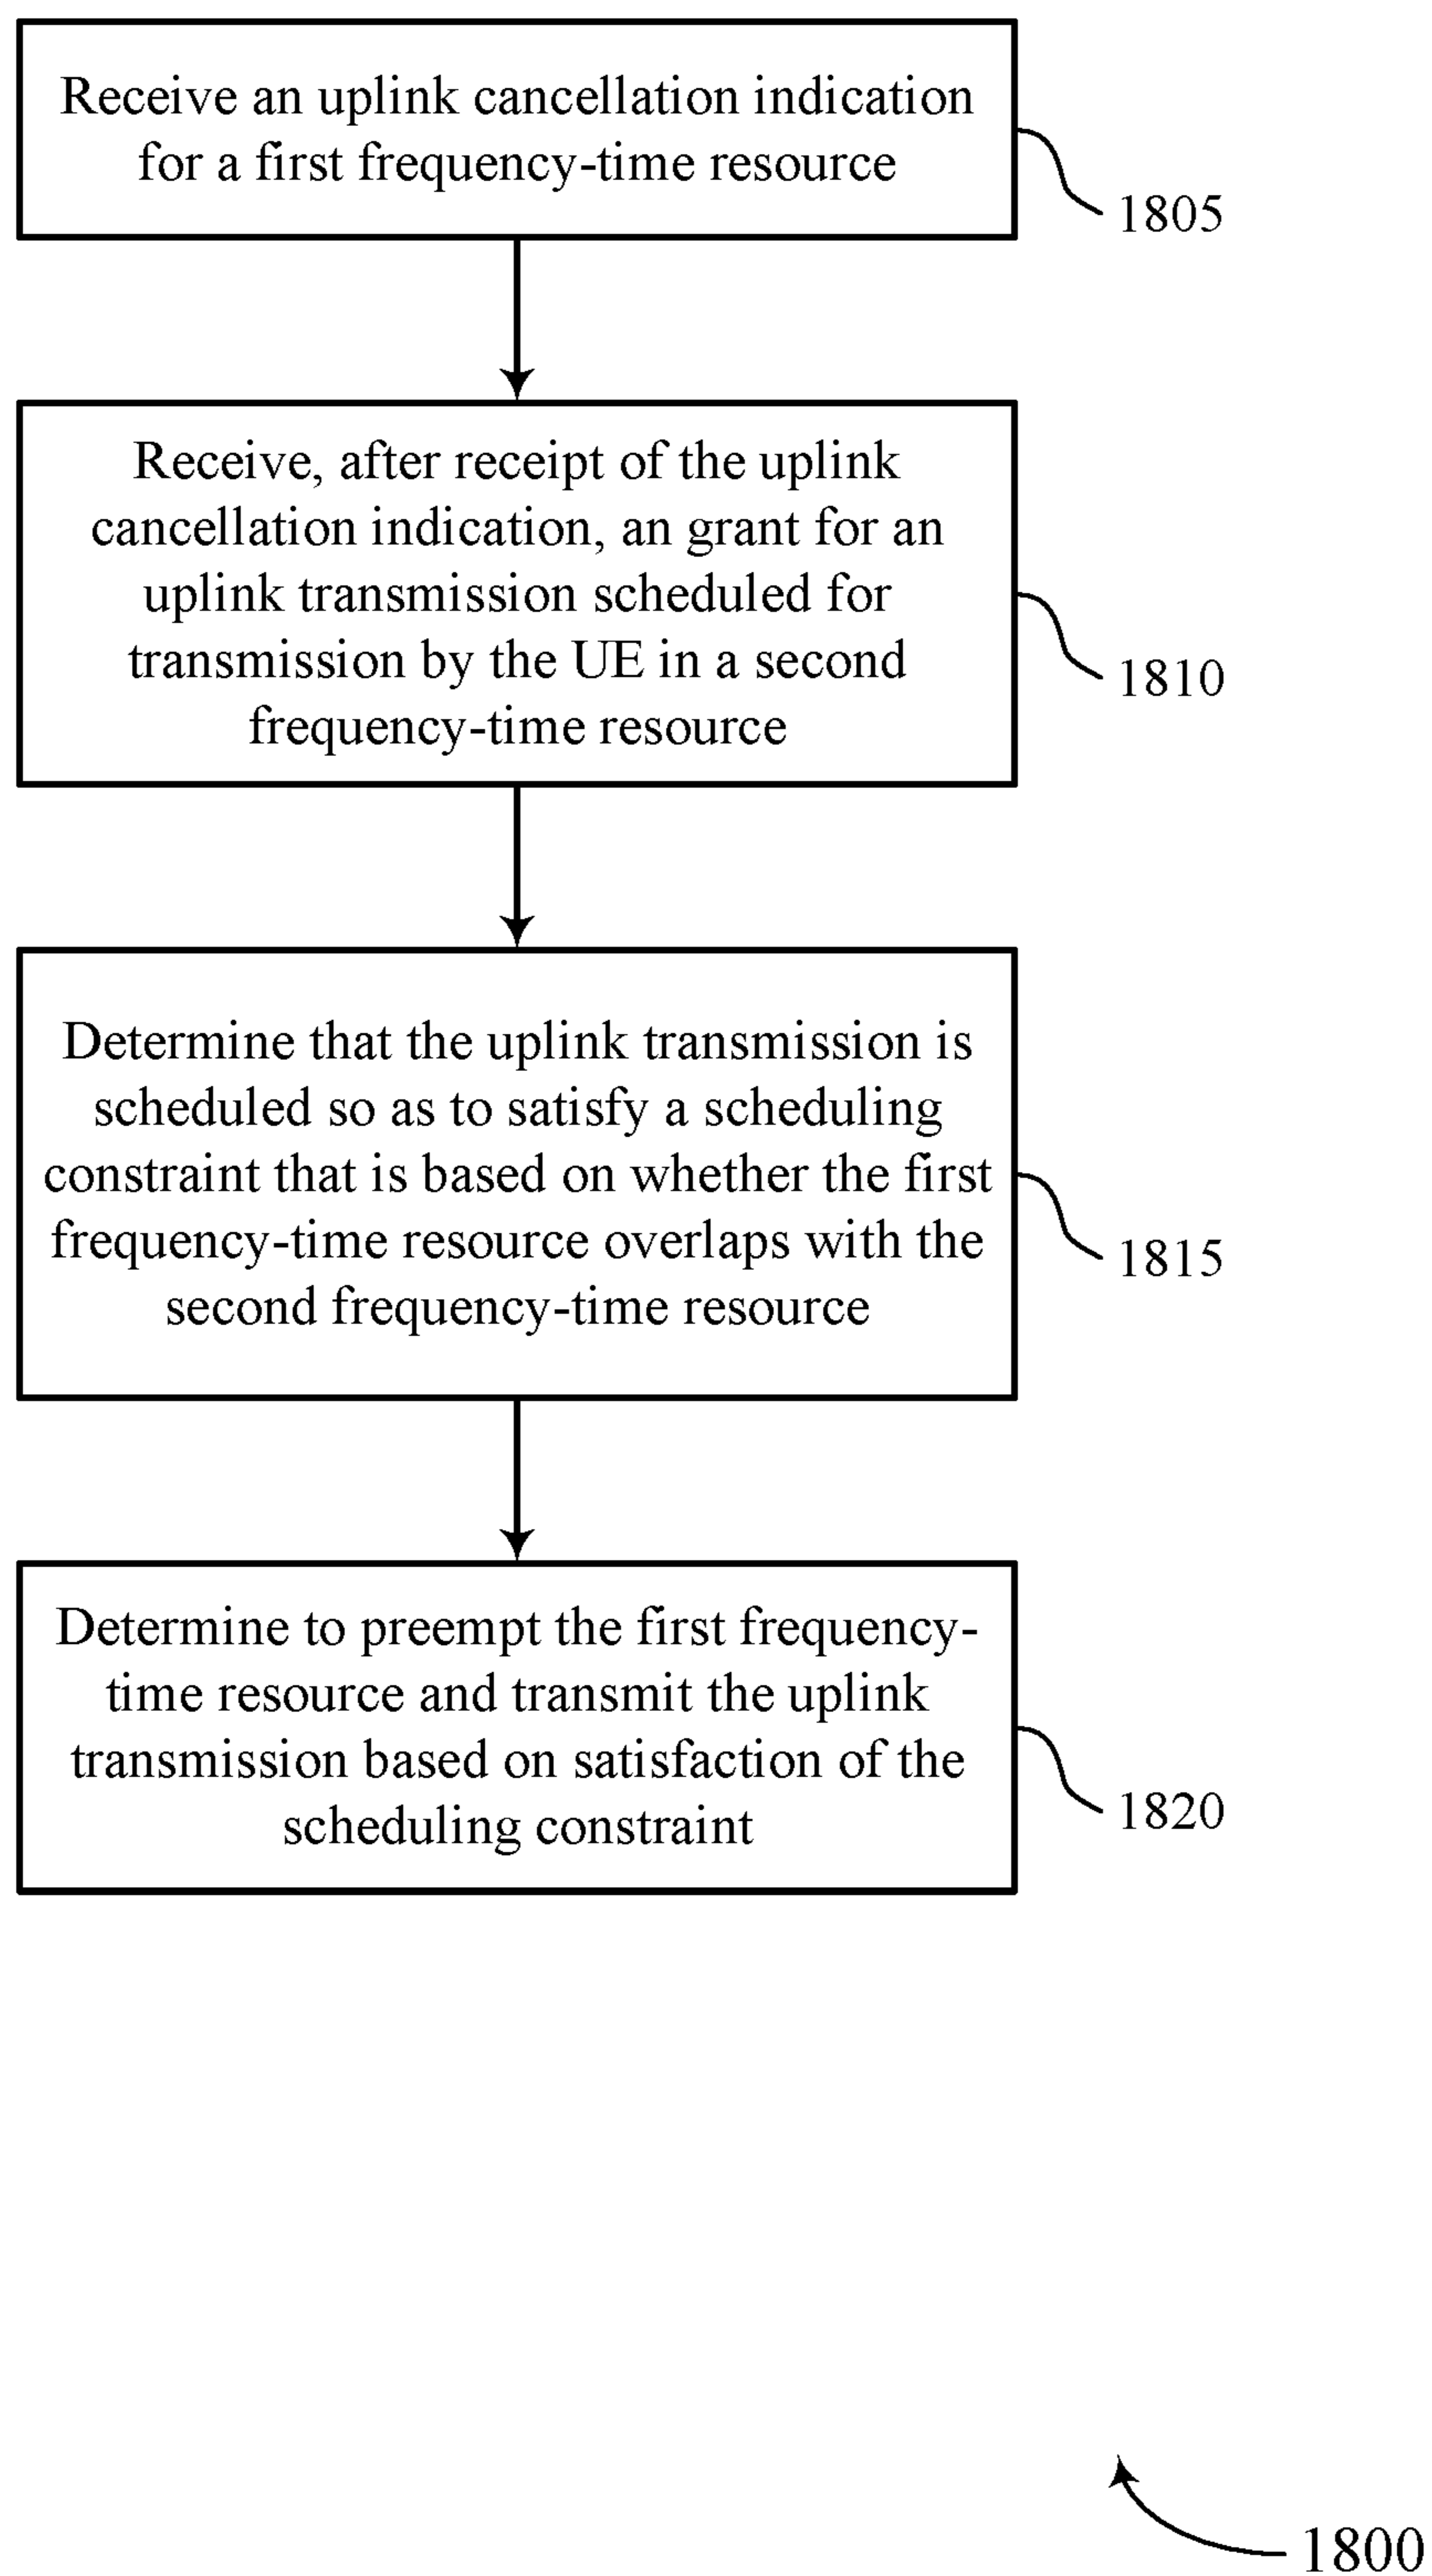 Receive an uplink cancellation indication
for a first frequency-time resource
1805
Receive, after receipt of the uplink
cancellation indication, an grant for an
uplink transmission scheduled for
transmission by the UE in a second
frequency-time resource
1810
Determine that the uplink transmission is
scheduled so as to satisfy a scheduling
constraint that is based on whether the first
frequency-time resource overlaps with the
second frequency-time resource
1815
Determine to preempt the first frequency-
time resource and transmit the uplink
transmission based on satisfaction of the
scheduling constraint
1820
1800